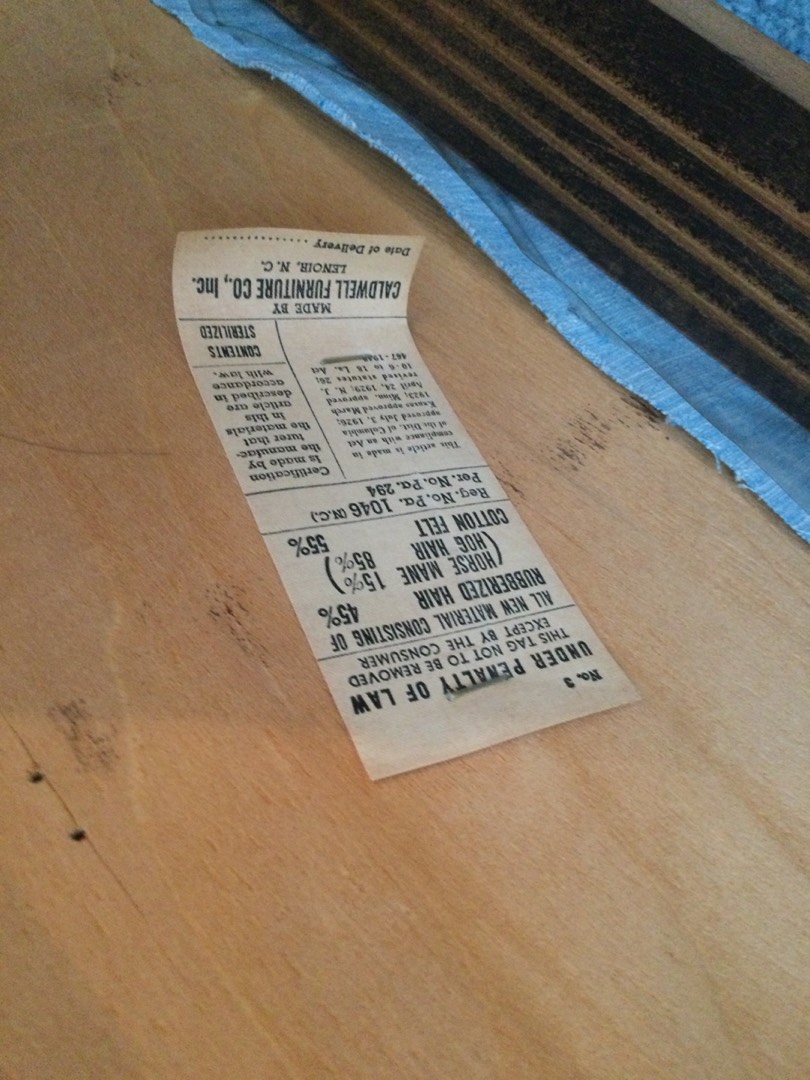 No. 3
UNDER PENALTY OF LAW
THIS TAG NOT TO BE REMOVED
EXCEPT BY THE CONSUMER
ALL NEW MATERIAL CONSISTING OF
RUBBERIZED HAIR 45%
(HORSE MANE 15%)
(HOG HAIR 85%)
COTTON FELT 55%
Reg. No. Pa. 1046 (N.C.)
Per. No. Pa. 294
This article is made in
compliance with an Act
of the Dist. of Columbia
approved July 3, 1926;
Kansas approved March
1923; Minn. approved
April 24, 1929; N. J.
revised statutes 26;
10-6 to 18 La. Act
467-1948
Certification
is made by
the manufac-
turer that
the materials
in this
article are
described in
accordance
with law.
CONTENTS
STERILIZED
MADE BY
CALDWELL FURNITURE CO., Inc.
LENOIR, N. C.
Date of Delivery